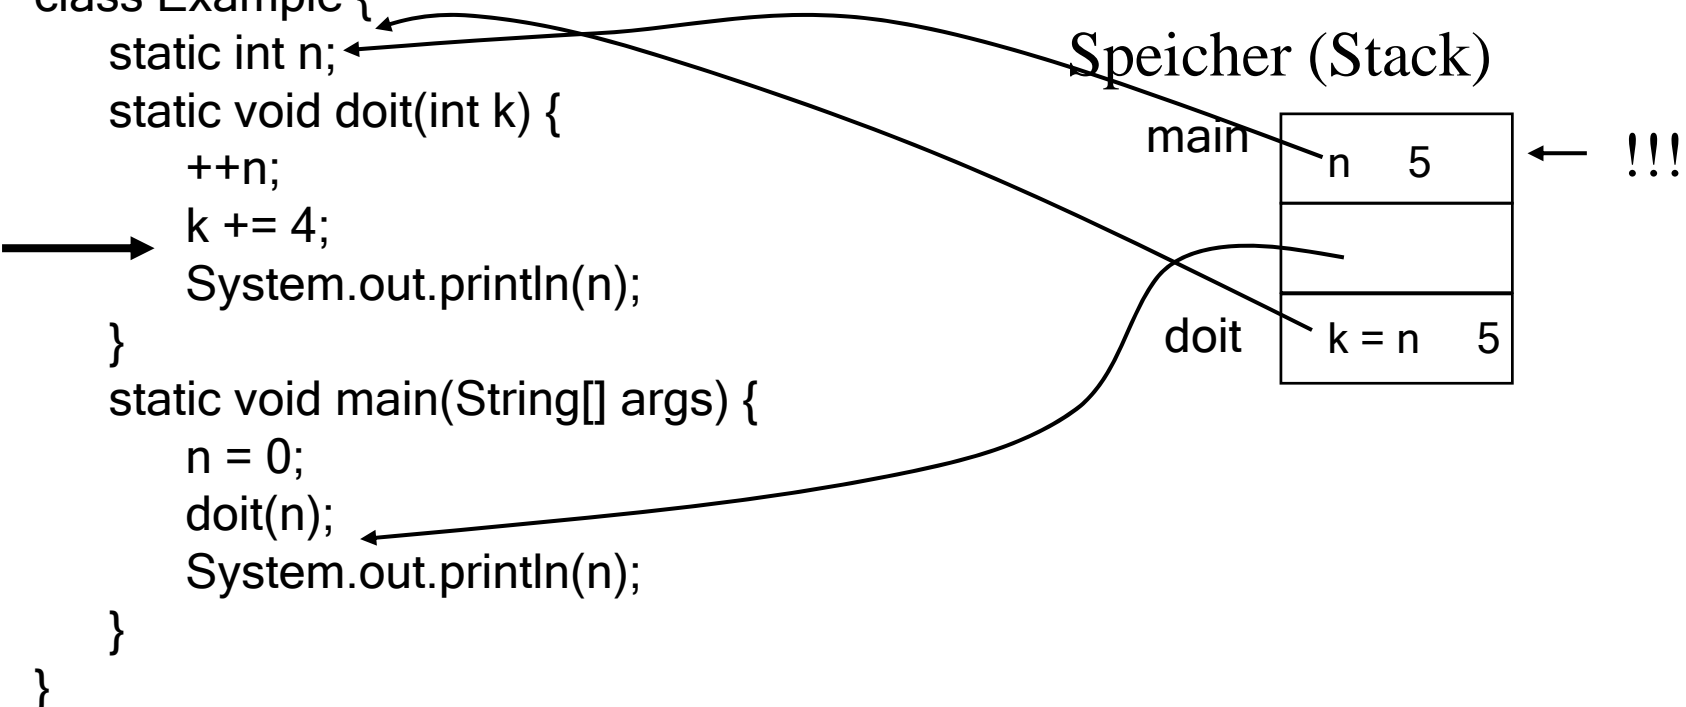 class Example {
static int n;
static void doit(int k) {
++n;
k += 4;
System.out.println(n);
}
static void main(String[] args) {
n = 0;
doit(n);
System.out.println(n);
}
}
Speicher (Stack)
main
n 5
!!!
doit
k = n 5